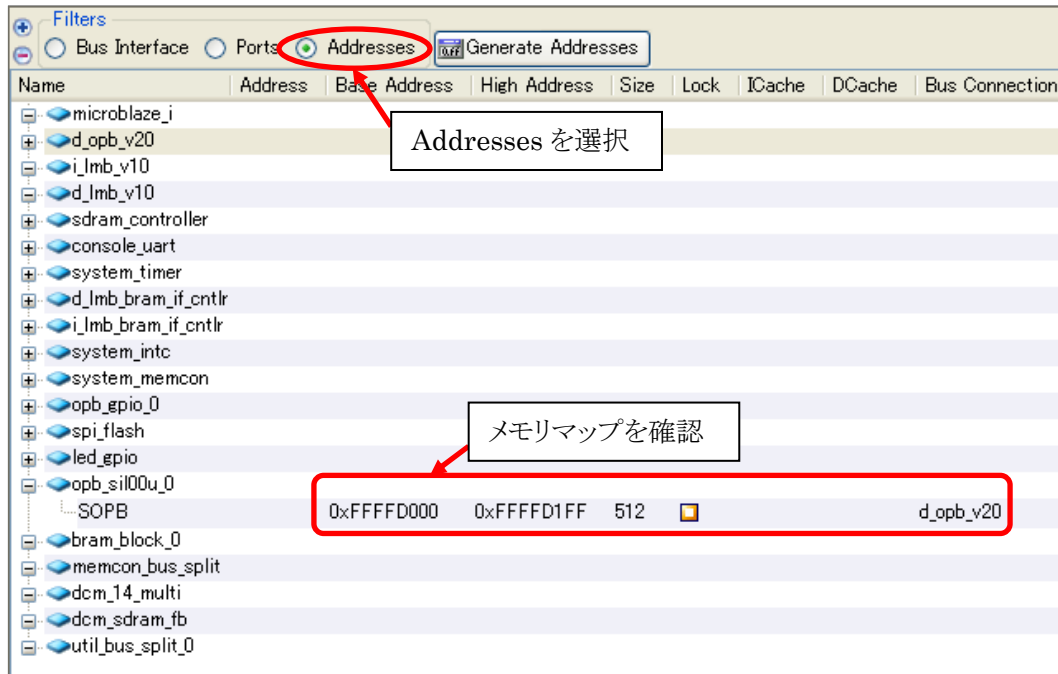 Filters
Bus Interface Ports Addresses Generate Addresses
Name Address Base Address High Address Size Lock ICache DCache Bus Connection
microblaze_i
Addresses を選択
d_opb_v20
i_lmb_v10
d_lmb_v10
sdram_controller
console_uart
system_timer
d_lmb_bram_if_cntlr
i_lmb_bram_if_cntlr
system_intc
system_memcon
opb_gpio_0
メモリマップを確認
spi_flash
led_gpio
opb_sil00u_0
SOPB 0xFFFFD000 0xFFFFD1FF 512 d_opb_v20
bram_block_0
memcon_bus_split
dcm_14_multi
dcm_sdram_fb
util_bus_split_0